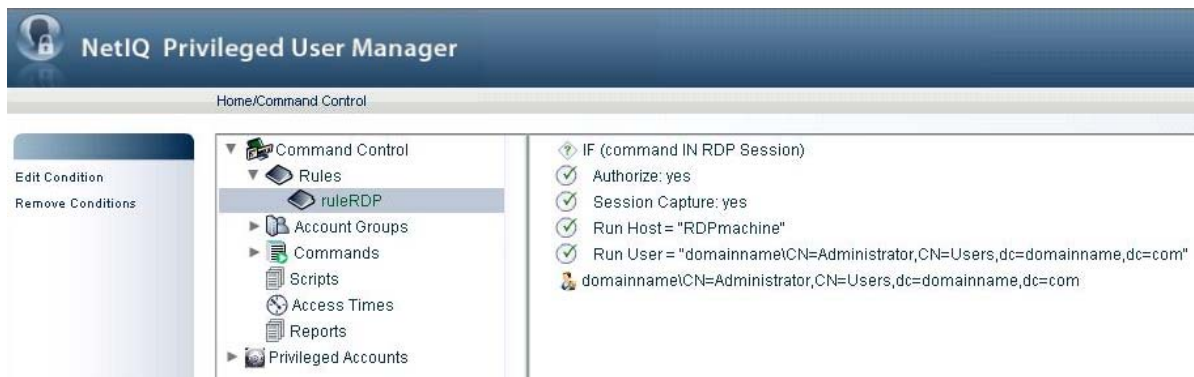 NetIQ Privileged User Manager
Home/Command Control
Edit Condition
Remove Conditions
Command Control
Rules
ruleRDP
Account Groups
Commands
Scripts
Access Times
Reports
Privileged Accounts
IF (command IN RDP Session)
Authorize: yes
Session Capture: yes
Run Host = "RDPmachine"
Run User = "domainname\CN=Administrator,CN=Users,dc=domainname,dc=com"
domainname\CN=Administrator,CN=Users,dc=domainname,dc=com